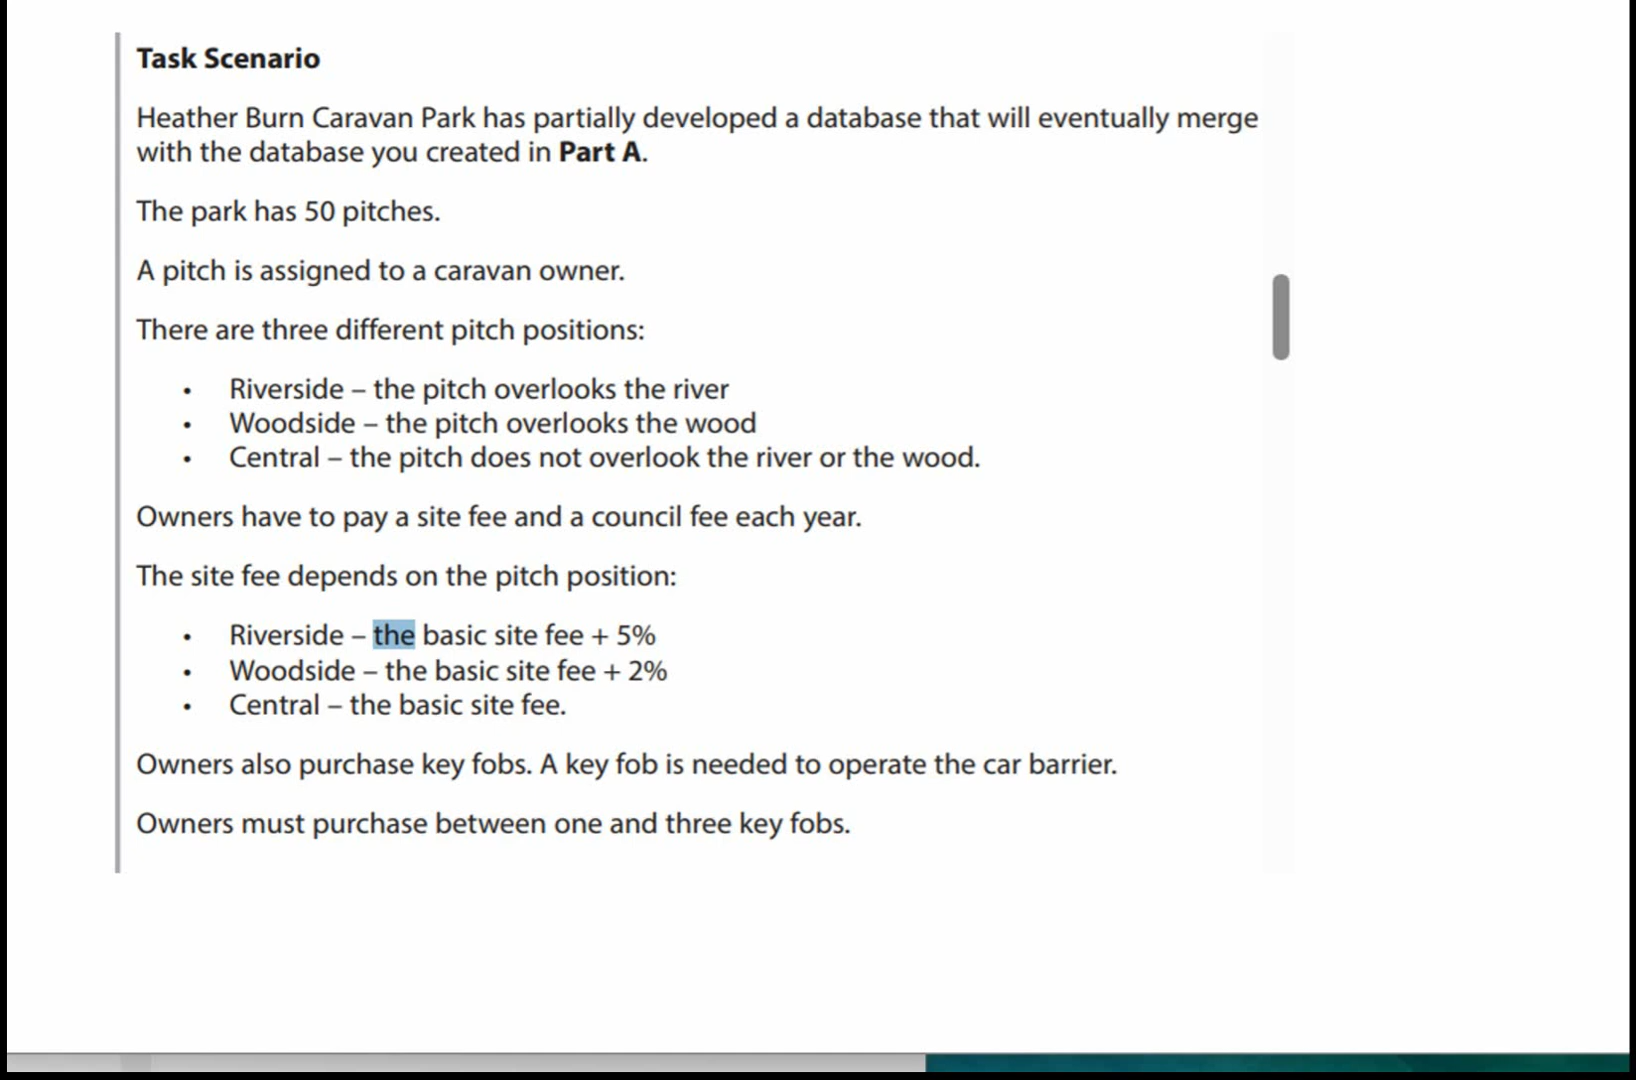 Task Scenario
Heather Burn Caravan Park has partially developed a database that will eventually merge
with the database you created in Part A.
The park has 50 pitches.
A pitch is assigned to a caravan owner.
There are three different pitch positions:
• Riverside – the pitch overlooks the river
• Woodside – the pitch overlooks the wood
• Central – the pitch does not overlook the river or the wood.
Owners have to pay a site fee and a council fee each year.
The site fee depends on the pitch position:
• Riverside – the basic site fee + 5%
• Woodside – the basic site fee + 2%
• Central – the basic site fee.
Owners also purchase key fobs. A key fob is needed to operate the car barrier.
Owners must purchase between one and three key fobs.